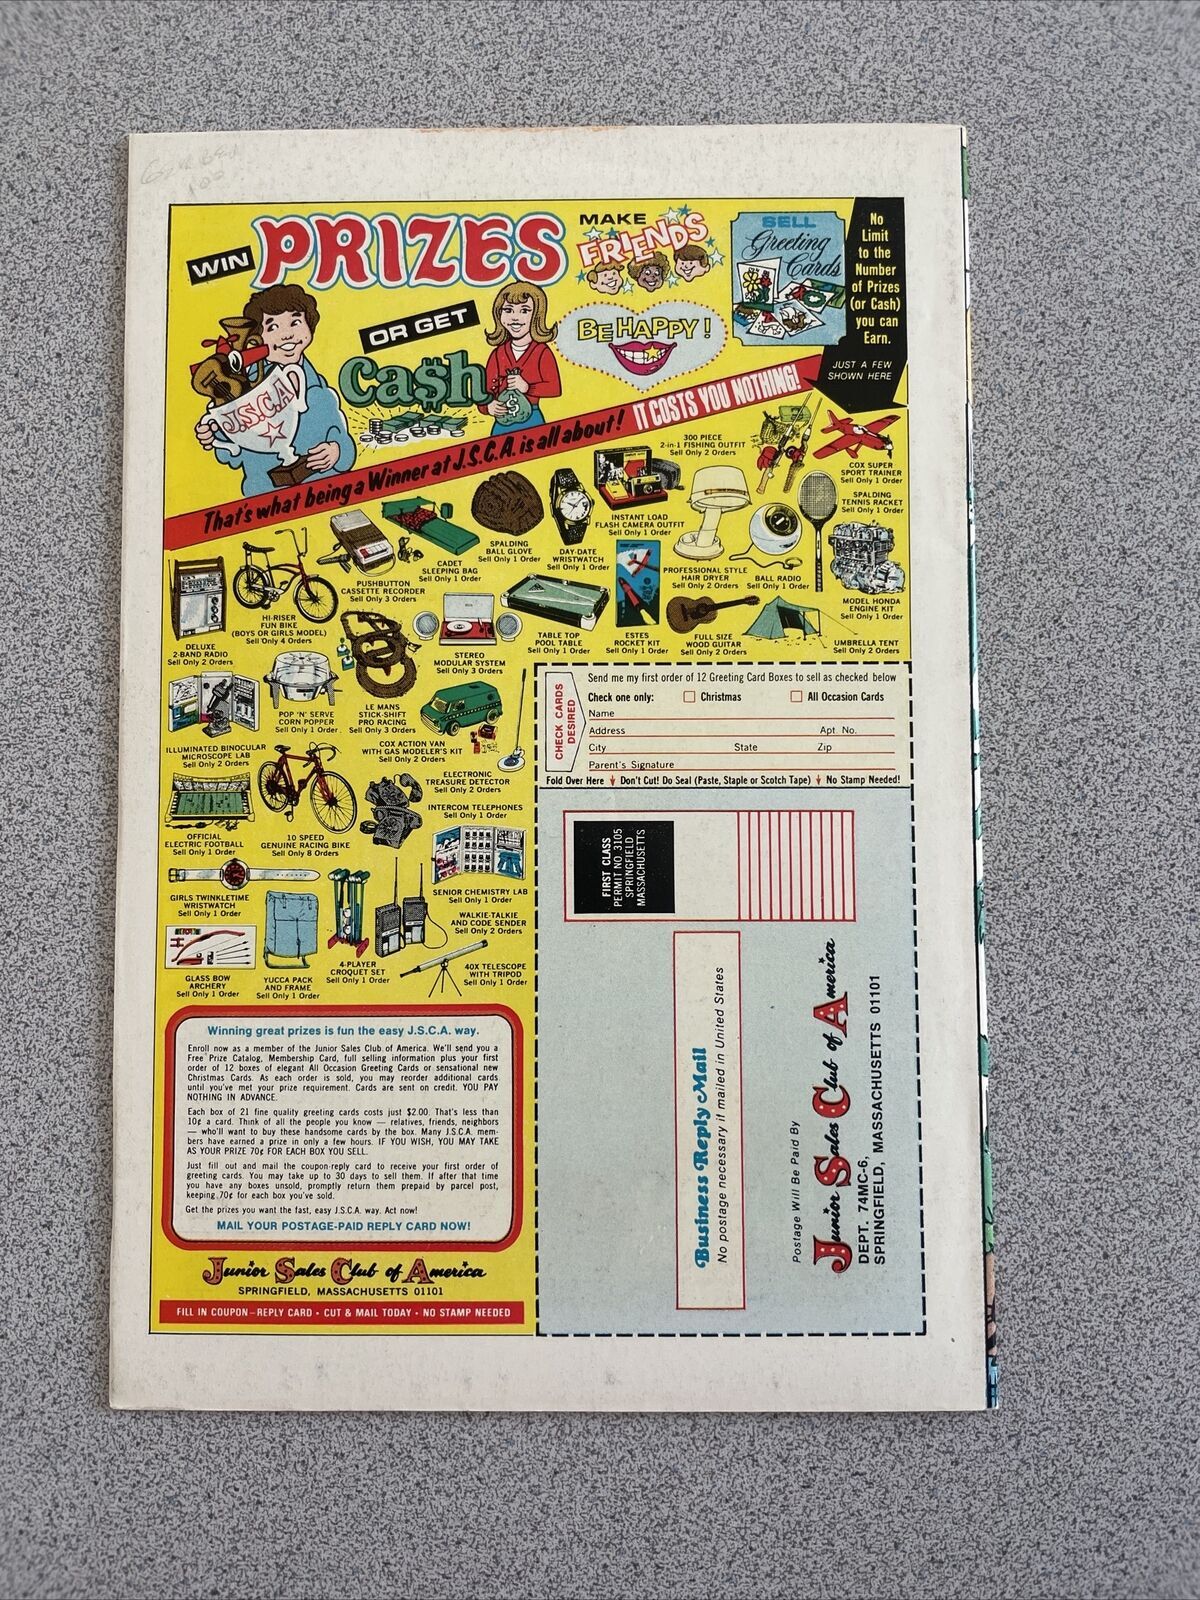 WIN PRIZES
MAKE FRIENDS
SELL
Greeting
Cards
No
Limit
to the
Number
of Prizes
(or Cash)
you can
Earn.
JUST A FEW
SHOWN HERE
OR GET
Ca$h
BE HAPPY!
J.S.C.A.
$
That's what being a Winner at J.S.C.A. is all about! IT COSTS YOU NOTHING!
300 PIECE
2-in-1 FISHING OUTFIT
Sell Only 2 Orders
COX SUPER
SPORT TRAINER
Sell Only 1 Order
SPALDING
TENNIS RACKET
Sell Only 1 Order
INSTANT LOAD
FLASH CAMERA OUTFIT
Sell Only 1 Order
SPALDING
BALL GLOVE
Sell Only 1 Order
DAY-DATE
WRISTWATCH
Sell Only 1 Order
CADET
SLEEPING BAG
Sell Only 1 Order
PUSHBUTTON
CASSETTE RECORDER
Sell Only 3 Orders
PROFESSIONAL STYLE
HAIR DRYER
Sell Only 2 Orders
BALL RADIO
Sell Only 1 Order
MODEL HONDA
ENGINE KIT
Sell Only 1 Order
HI-RISER
FUN BIKE
(BOYS OR GIRLS MODEL)
Sell Only 4 Orders
DELUXE
2-BAND RADIO
Sell Only 2 Orders
STEREO
MODULAR SYSTEM
Sell Only 3 Orders
TABLE TOP
POOL TABLE
Sell Only 1 Order
ESTES
ROCKET KIT
Sell Only 1 Order
FULL SIZE
WOOD GUITAR
Sell Only 2 Orders
UMBRELLA TENT
Sell Only 2 Orders
POP 'N' SERVE
CORN POPPER
Sell Only 1 Order
LE MANS
STICK-SHIFT
PRO RACING
Sell Only 3 Orders
ILLUMINATED BINOCULAR
MICROSCOPE LAB
Sell Only 2 Orders
COX ACTION VAN
WITH GAS MODELER'S KIT
Sell Only 2 Orders
ELECTRONIC
TREASURE DETECTOR
Sell Only 2 Orders
INTERCOM TELEPHONES
Sell Only 1 Order
OFFICIAL
ELECTRIC FOOTBALL
Sell Only 1 Order
10 SPEED
GENUINE RACING BIKE
Sell Only 8 Orders
SENIOR CHEMISTRY LAB
Sell Only 1 Order
GIRLS TWINKLETIME
WRISTWATCH
Sell Only 1 Order
WALKIE-TALKIE
AND CODE SENDER
Sell Only 2 Orders
GLASS BOW
ARCHERY
Sell Only 1 Order
YUCCA PACK
AND FRAME
Sell Only 1 Order
4-PLAYER
CROQUET SET
Sell Only 1 Order
40X TELESCOPE
WITH TRIPOD
Sell Only 1 Order
Winning great prizes is fun the easy J.S.C.A. way.
Enroll now as a member of the Junior Sales Club of America. We'll send you a
Free Prize Catalog, Membership Card, full selling information plus your first
order of 12 boxes of elegant All Occasion Greeting Cards or sensational new
Christmas Cards. As each order is sold, you may reorder additional cards
until you've met your prize requirement. Cards are sent on credit. YOU PAY
NOTHING IN ADVANCE.
Each box of 21 fine quality greeting cards costs just $2.00. That's less than
10¢ a card. Think of all the people you know — relatives, friends, neighbors
— who'll want to buy these handsome cards by the box. Many J.S.C.A. mem-
bers have earned a prize in only a few hours. IF YOU WISH, YOU MAY TAKE
AS YOUR PRIZE 70¢ FOR EACH BOX YOU SELL.
Just fill out and mail the coupon-reply card to receive your first order of
greeting cards. You may take up to 30 days to sell them. If after that time
you have any boxes unsold, promptly return them prepaid by parcel post,
keeping 70¢ for each box you've sold.
Get the prizes you want the fast, easy J.S.C.A. way. Act now!
MAIL YOUR POSTAGE-PAID REPLY CARD NOW!
Junior Sales Club of America
SPRINGFIELD, MASSACHUSETTS 01101
FILL IN COUPON–REPLY CARD • CUT & MAIL TODAY • NO STAMP NEEDED
CHECK CARDS
DESIRED
Send me my first order of 12 Greeting Card Boxes to sell as checked below
Check one only: Christmas All Occasion Cards
Name
Address Apt. No.
City State Zip
Parent's Signature
Fold Over Here Don't Cut! Do Seal (Paste, Staple or Scotch Tape) No Stamp Needed!
FIRST CLASS
PERMIT NO. 3105
SPRINGFIELD
MASSACHUSETTS
Business Reply Mail
No postage necessary if mailed in United States
Postage Will Be Paid By
Junior Sales Club of America
DEPT. 74MC-6,
SPRINGFIELD, MASSACHUSETTS 01101